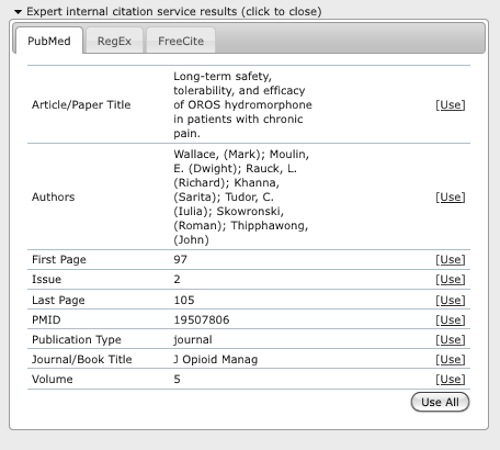 Expert internal citation service results (click to close)
PubMed RegEx FreeCite
Long-term safety,
tolerability, and efficacy
Article/Paper Title of OROS hydromorphone [Use]
in patients with chronic
pain.
Wallace, (Mark); Moulin,
E. (Dwight); Rauck, L.
(Richard); Khanna,
Authors (Sarita); Tudor, C. [Use]
(Iulia); Skowronski,
(Roman); Thipphawong,
(John)
First Page 97 [Use]
Issue 2 [Use]
Last Page 105 [Use]
PMID 19507806 [Use]
Publication Type journal [Use]
Journal/Book Title J Opioid Manag [Use]
Volume 5 [Use]
Use All